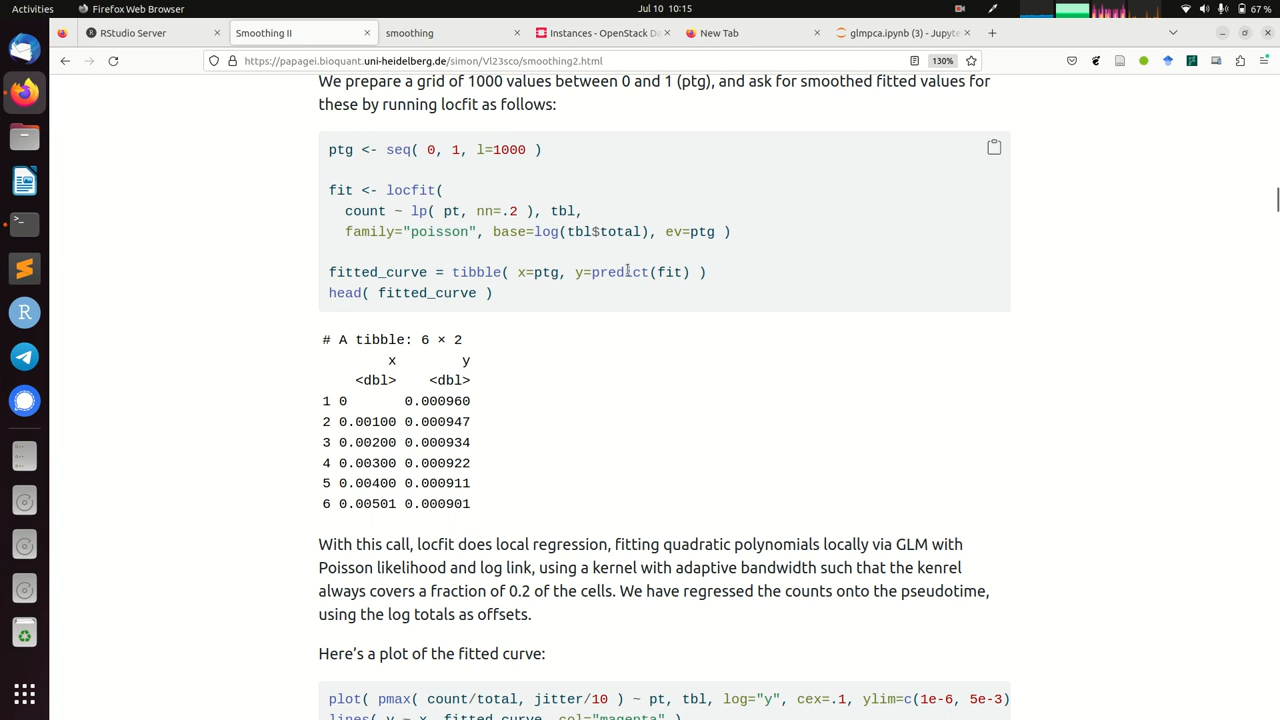 Activities
Firefox Web Browser
Jul 10 10:15
67 %
RStudio Server
Smoothing II
smoothing
Instances - OpenStack Da
New Tab
glmpca.ipynb (3) - Jupyte
https://papagei.bioquant.uni-heidelberg.de/simon/Vl23sco/smoothing2.html
130%
We prepare a grid of 1000 values between 0 and 1 (ptg), and ask for smoothed fitted values for
these by running locfit as follows:
ptg <- seq( 0, 1, l=1000 )
fit <- locfit(
count ~ lp( pt, nn=.2 ), tbl,
family="poisson", base=log(tbl$total), ev=ptg )
fitted_curve = tibble( x=ptg, y=predict(fit) )
head( fitted_curve )
# A tibble: 6 × 2
x y
<dbl> <dbl>
1 0 0.000960
2 0.00100 0.000947
3 0.00200 0.000934
4 0.00300 0.000922
5 0.00400 0.000911
6 0.00501 0.000901
With this call, locfit does local regression, fitting quadratic polynomials locally via GLM with
Poisson likelihood and log link, using a kernel with adaptive bandwidth such that the kenrel
always covers a fraction of 0.2 of the cells. We have regressed the counts onto the pseudotime,
using the log totals as offsets.
Here's a plot of the fitted curve:
plot( pmax( count/total, jitter/10 ) ~ pt, tbl, log="y", cex=.1, ylim=c(1e-6, 5e-3)
lines( y ~ x, fitted_curve, col="magenta" )